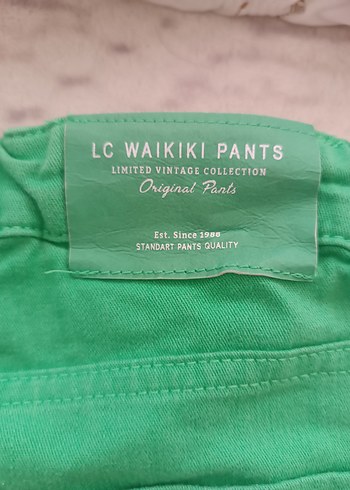 LC WAIKIKI PANTS
LIMITED VINTAGE COLLECTION
Original Pants
Est. Since 1988
STANDART PANTS QUALITY